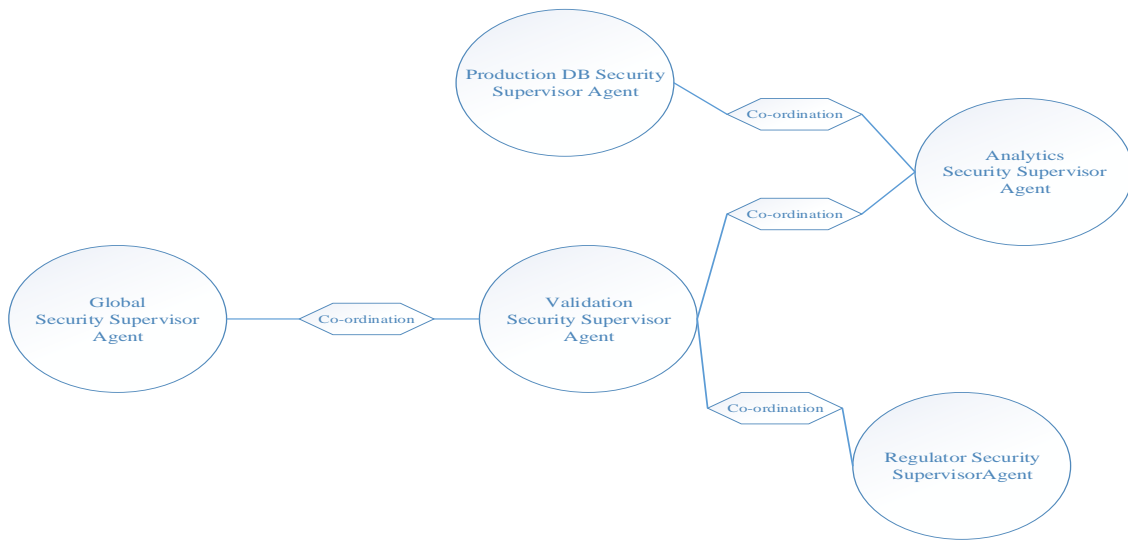 Production DB Security
Supervisor Agent
Co-ordination
Analytics
Security Supervisor
Agent
Co-ordination
Global
Security Supervisor
Agent
Co-ordination
Validation
Security Supervisor
Agent
Co-ordination
Regulator Security
SupervisorAgent